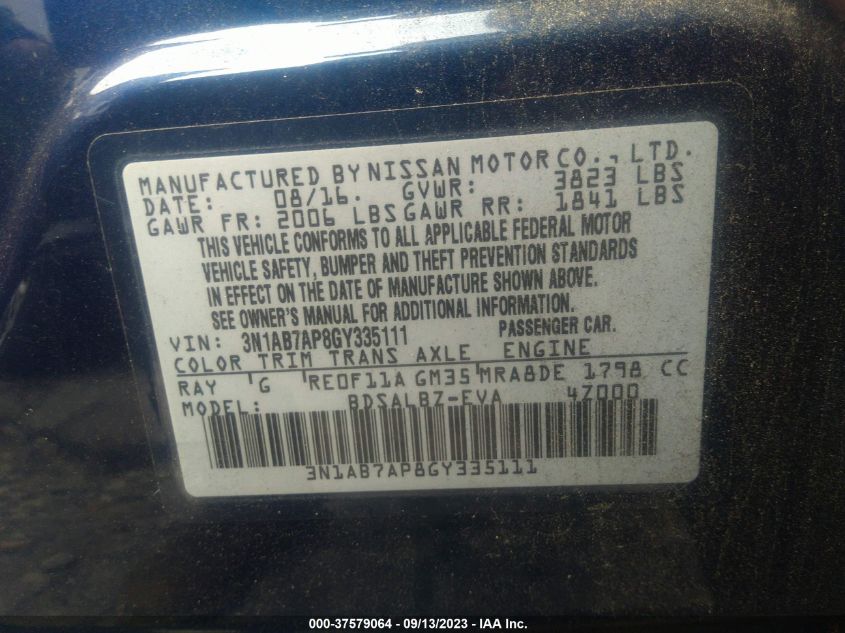 MANUFACTURED BY NISSAN MOTOR CO., LTD.
DATE: 08/16. GVWR: 3823 LBS
GAWR FR: 2006 LBS GAWR RR: 1841 LBS
THIS VEHICLE CONFORMS TO ALL APPLICABLE FEDERAL MOTOR
VEHICLE SAFETY, BUMPER AND THEFT PREVENTION STANDARDS
IN EFFECT ON THE DATE OF MANUFACTURE SHOWN ABOVE.
SEE OWNER'S MANUAL FOR ADDITIONAL INFORMATION.
VIN: 3N1AB7AP8GY335111 PASSENGER CAR.
COLOR TRIM TRANS AXLE ENGINE
RAY G RE0F11A GM35 MRA8DE 1798 CC
MODEL: BDSALBZ-EVA 47000
3N1AB7AP8GY335111
000-37579064 - 09/13/2023 - IAA Inc.